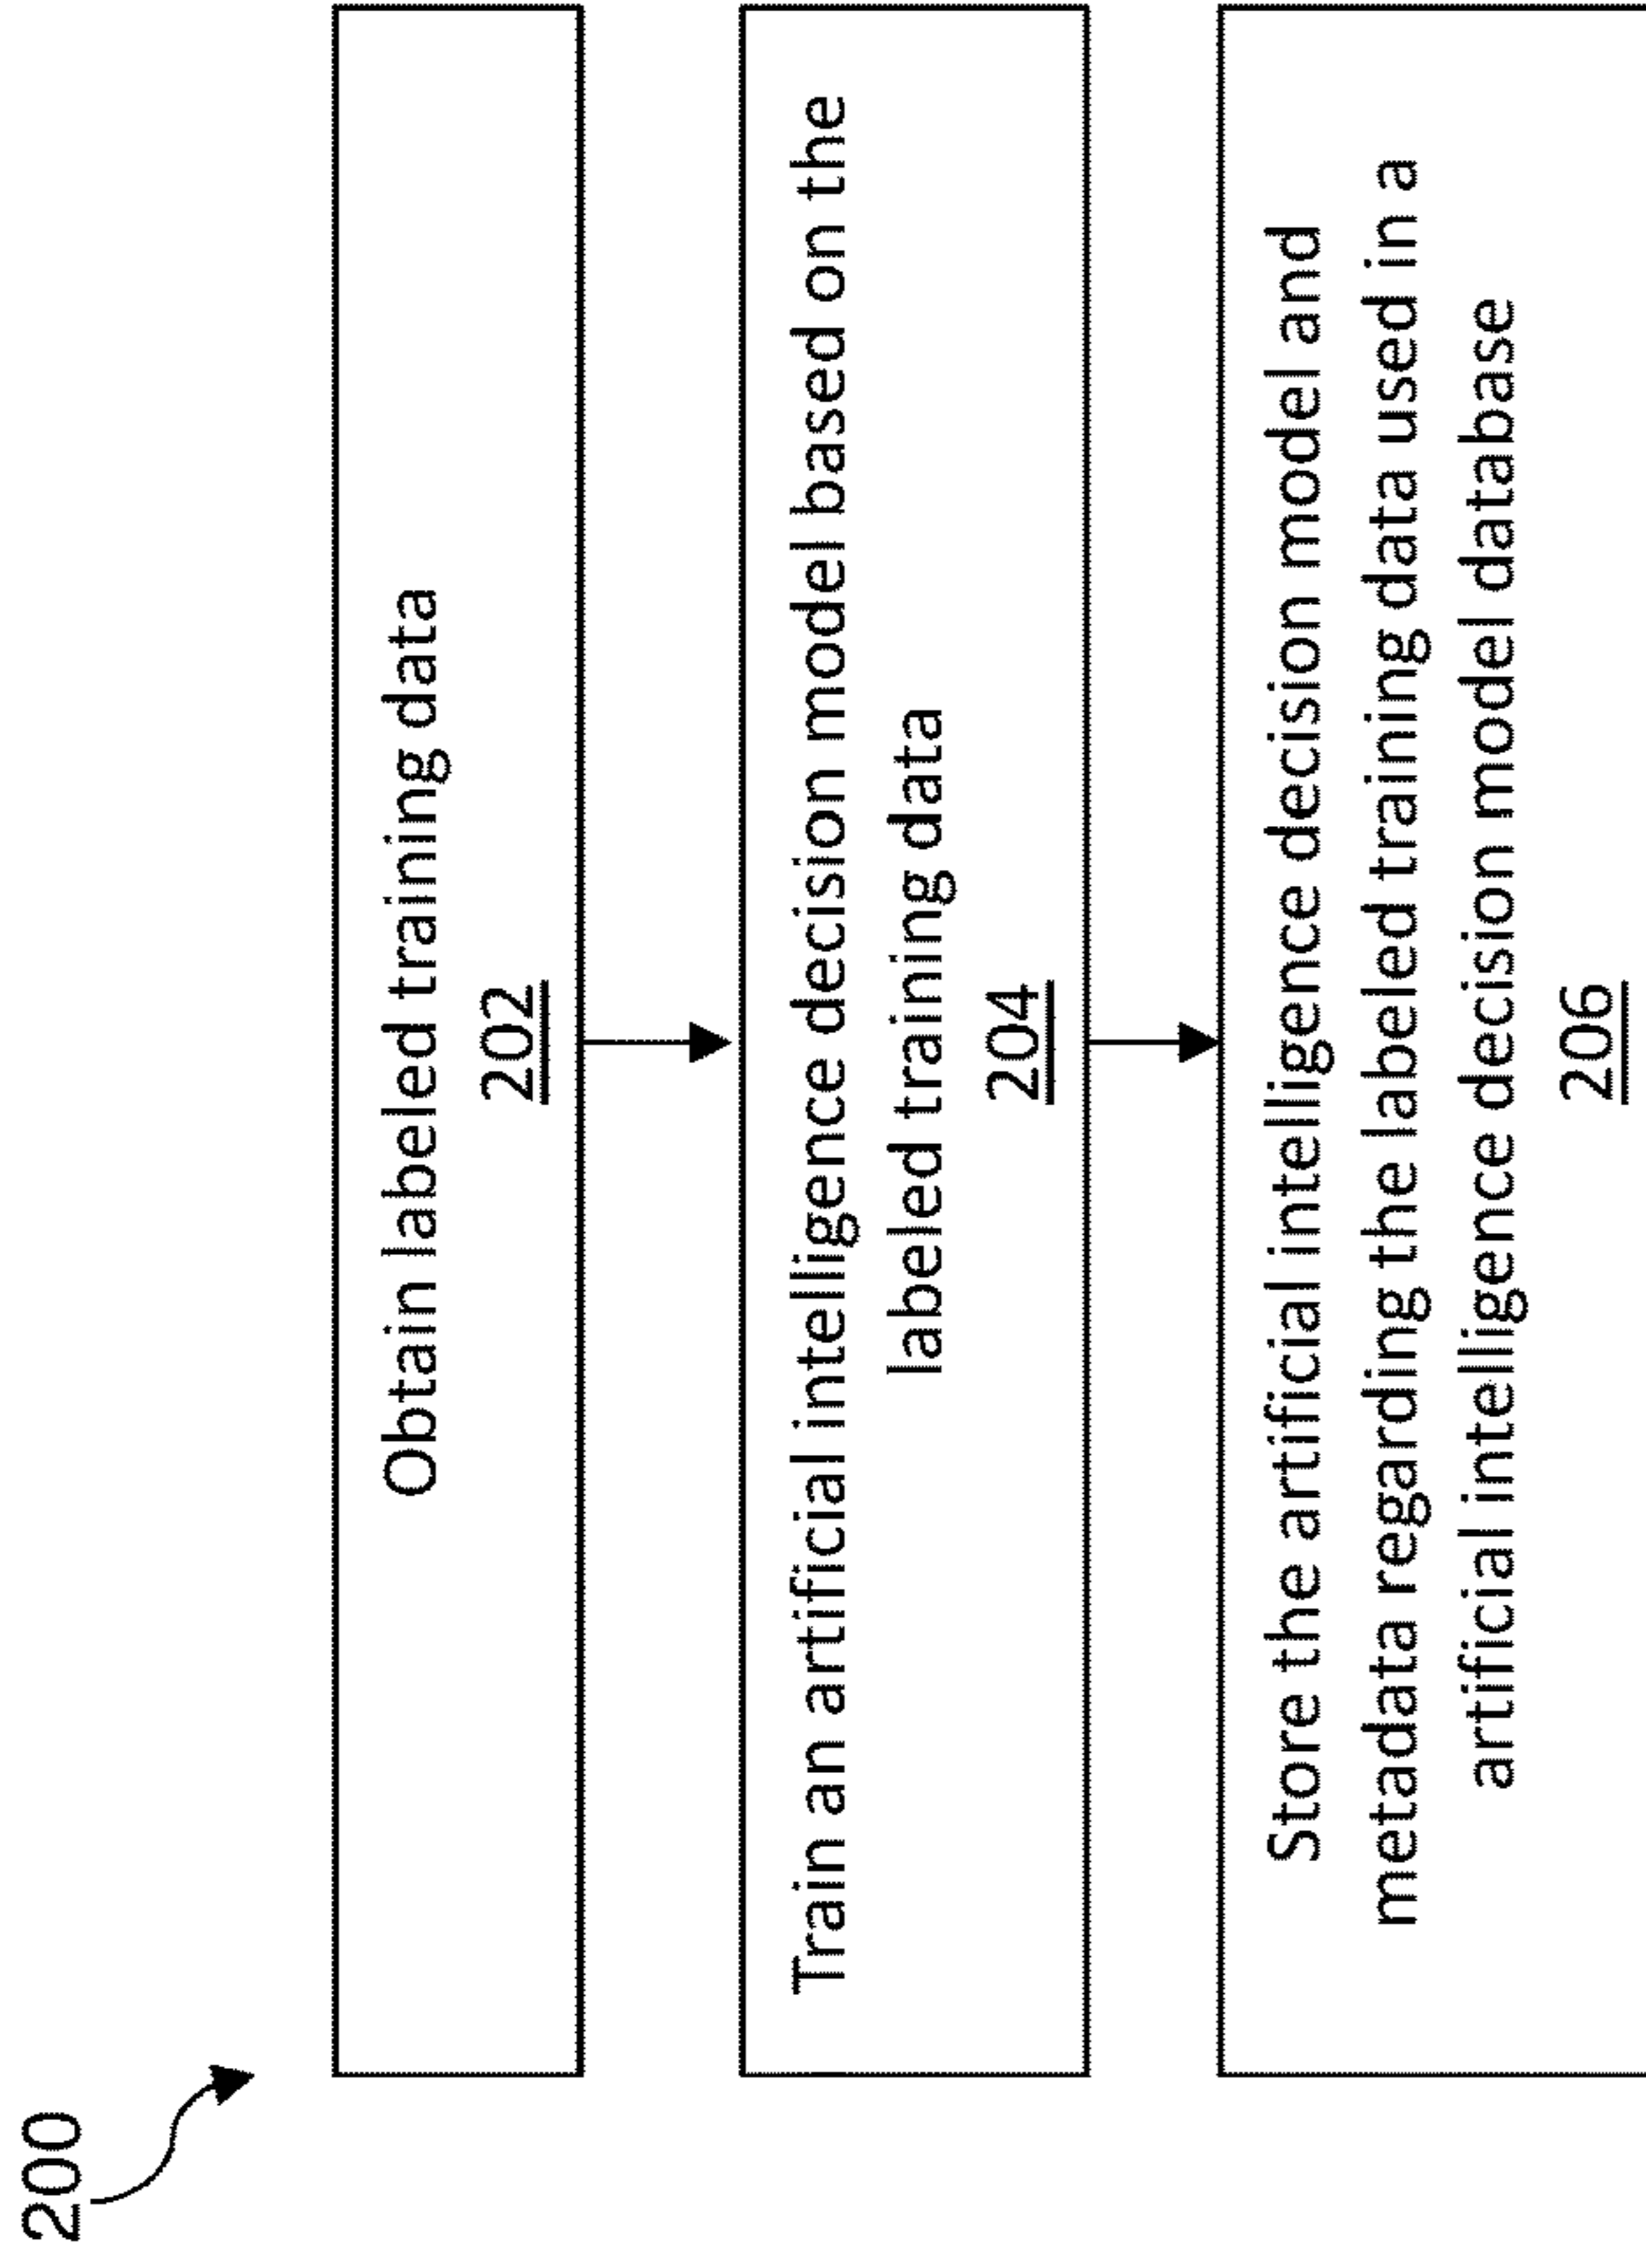 200
Obtain labeled training data
202
Train an artificial intelligence decision model based on the
labeled training data
204
Store the artificial intelligence decision model and
metadata regarding the labeled training data used in a
artificial intelligence decision model database
206